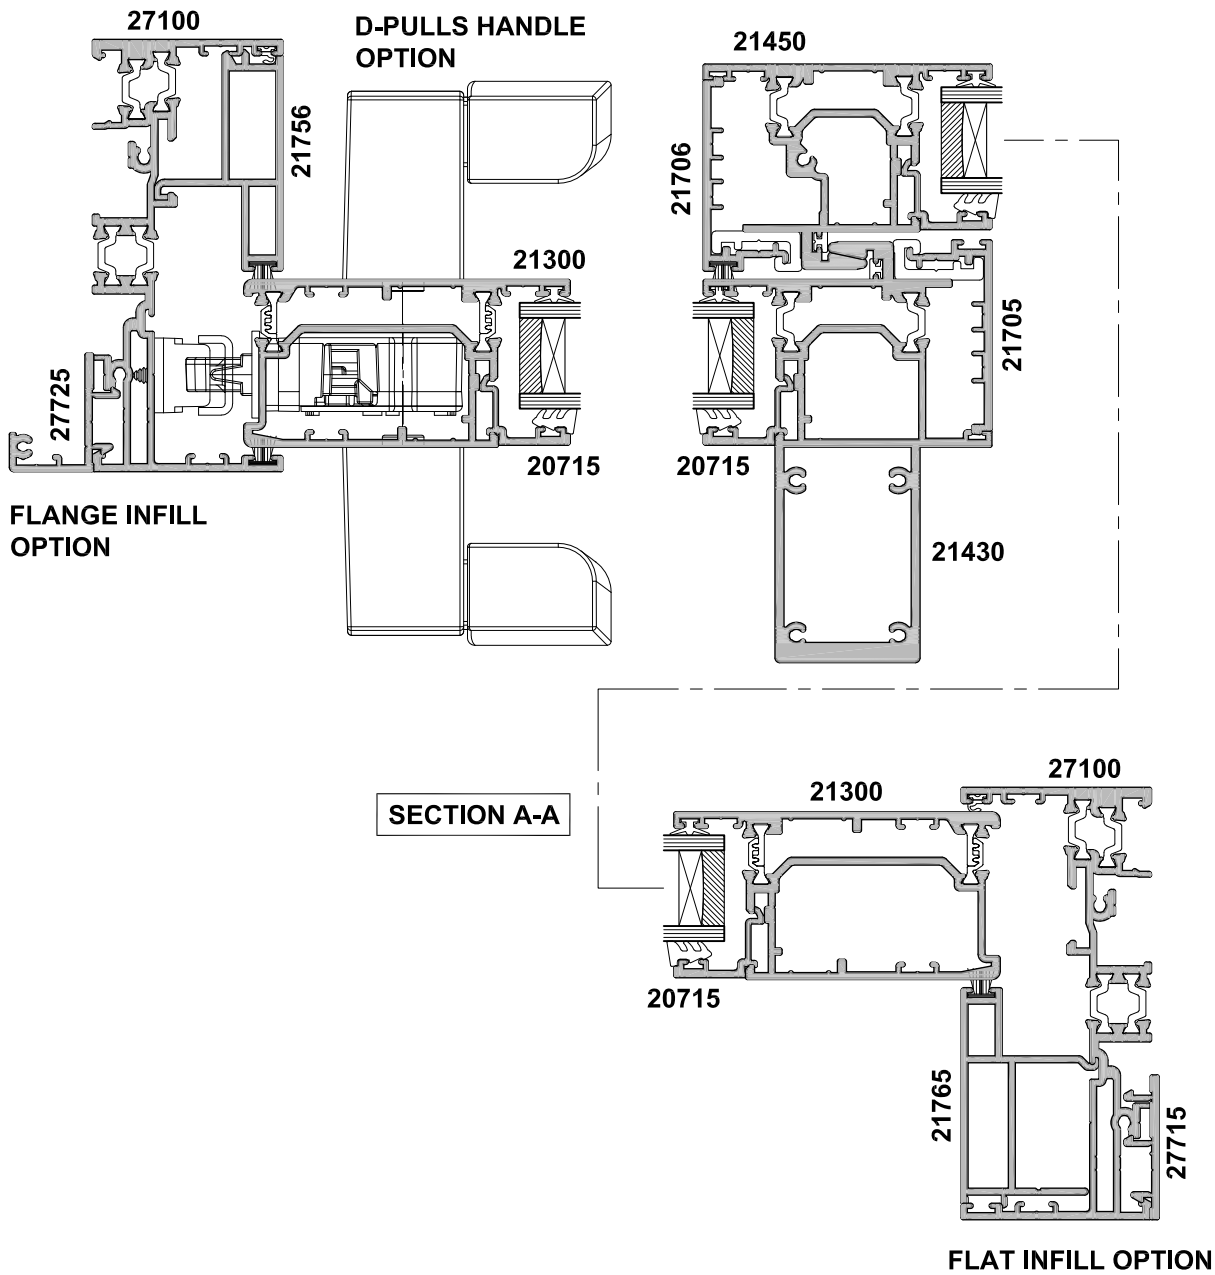 27100
D-PULLS HANDLE
OPTION
21450
21756
21706
21300
21705
27725
20715
20715
FLANGE INFILL
OPTION
21430
27100
21300
SECTION A-A
20715
21765
27715
FLAT INFILL OPTION